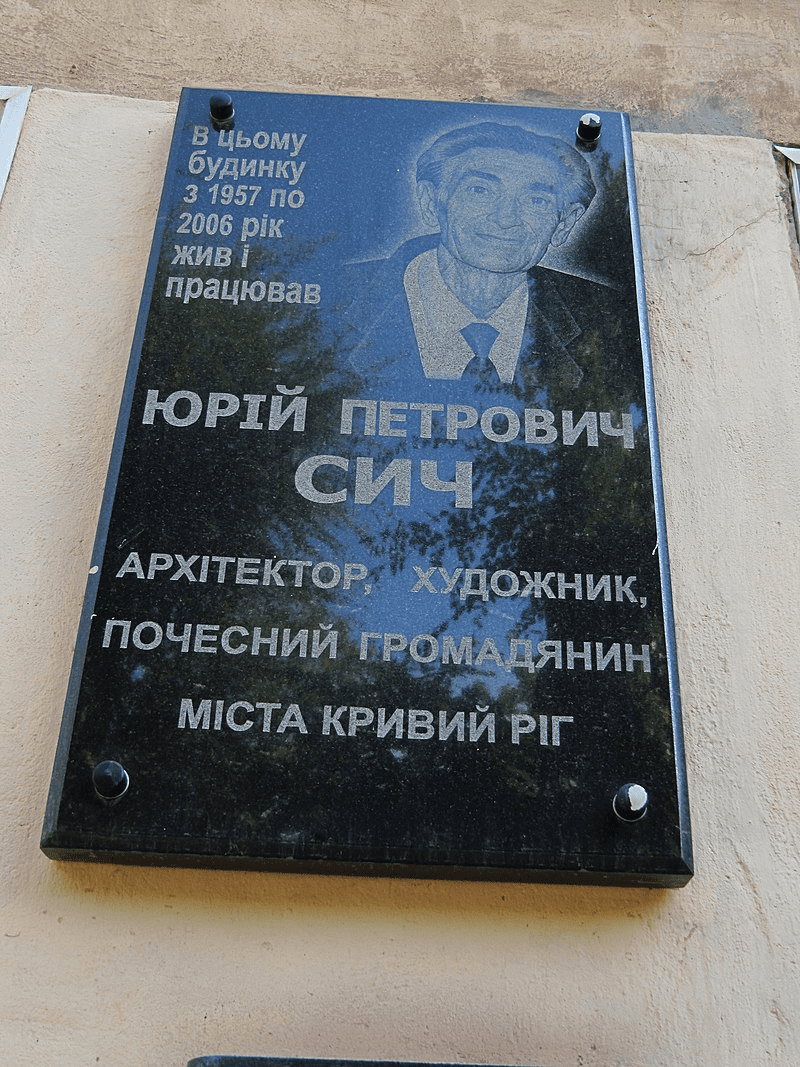 В цьому
будинку
з 1957 по
2006 рік
жив і
працював
ЮРІЙ ПЕТРОВИЧ
СИЧ
АРХІТЕКТОР, ХУДОЖНИК,
ПОЧЕСНИЙ ГРОМАДЯНИН
МІСТА КРИВИЙ РІГ